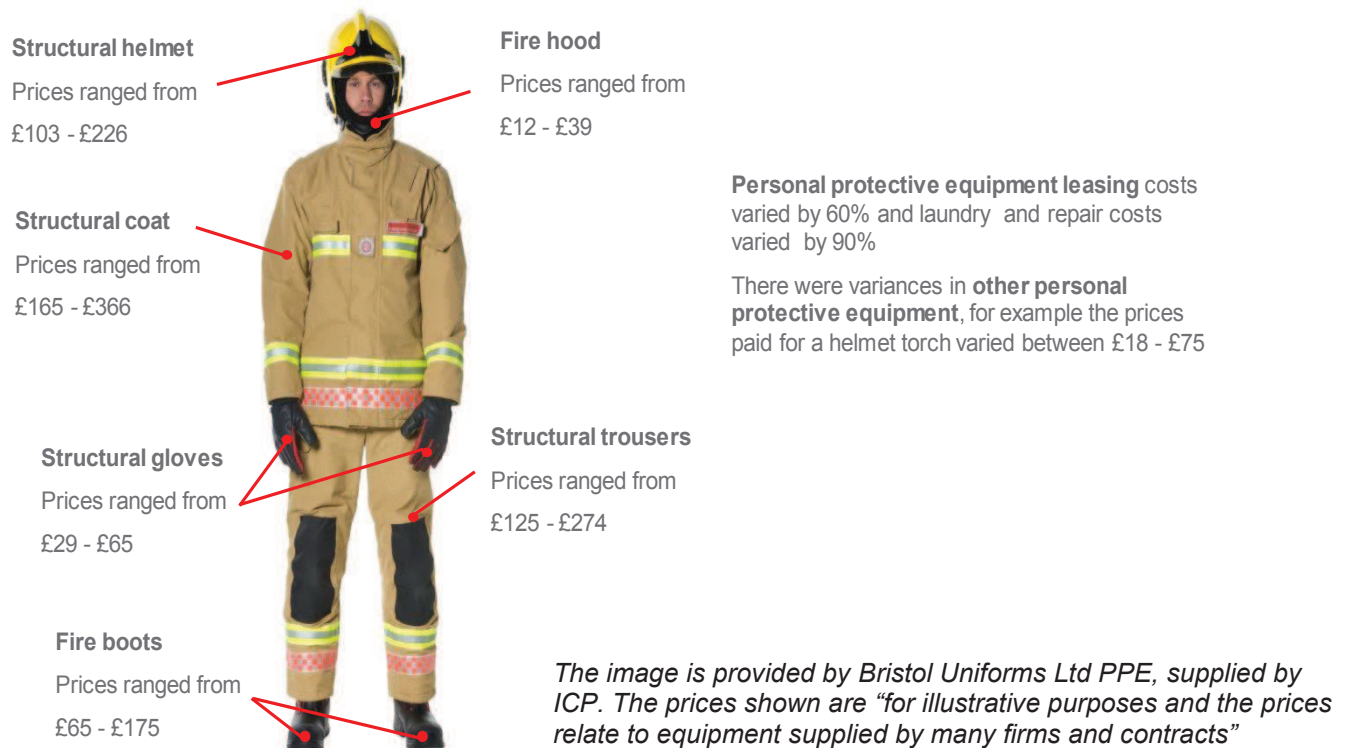 Structural helmet
Prices ranged from
£103 - £226
Fire hood
Prices ranged from
£12 - £39
Personal protective equipment leasing costs
varied by 60% and laundry and repair costs
varied by 90%
There were variances in other personal
protective equipment, for example the prices
paid for a helmet torch varied between £18 - £75
Structural coat
Prices ranged from
£165 - £366
Structural gloves
Prices ranged from
£29 - £65
Structural trousers
Prices ranged from
£125 - £274
Fire boots
Prices ranged from
£65 - £175
The image is provided by Bristol Uniforms Ltd PPE, supplied by
ICP. The prices shown are “for illustrative purposes and the prices
relate to equipment supplied by many firms and contracts”